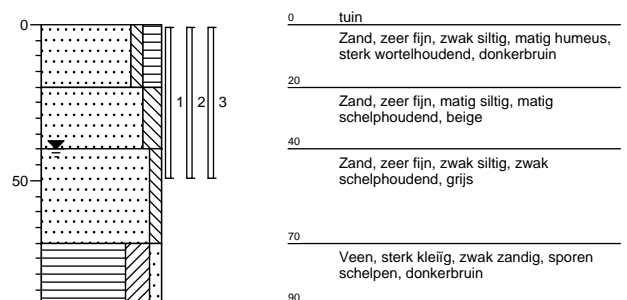 0
50
1
2
3
0
tuin
Zand, zeer fijn, zwak siltig, matig humeus,
sterk wortelhoudend, donkerbruin
20
Zand, zeer fijn, matig siltig, matig
schelphoudend, beige
40
Zand, zeer fijn, zwak siltig, zwak
schelphoudend, grijs
70
Veen, sterk kleiïg, zwak zandig, sporen
schelpen, donkerbruin
90